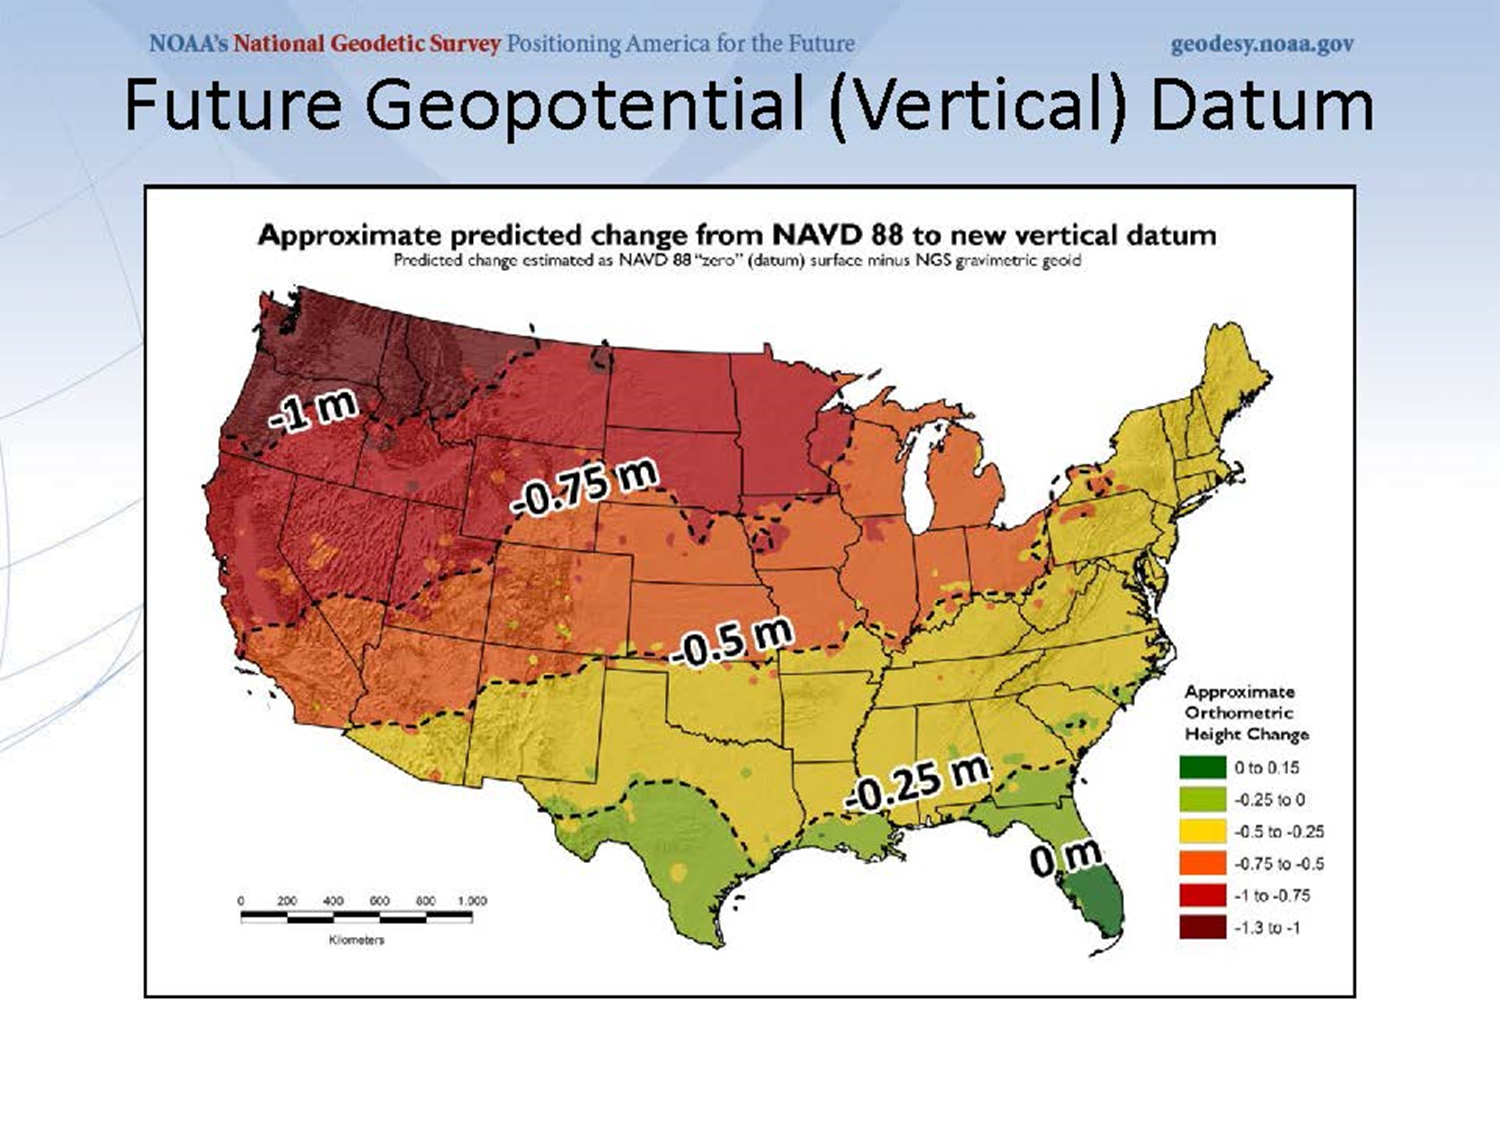 NOAA's National Geodetic Survey Positioning America for the Future
geodesy.noaa.gov
Future Geopotential (Vertical) Datum
Approximate predicted change from NAVD 88 to new vertical datum
Predicted change estimated as NAVD 88 "zero" (datum) surface minus NGS gravimetric geoid
-1 m
-0.75 m
-0.5 m
-0.25 m
0 m
Approximate
Orthometric
Height Change
0 to 0.15
-0.25 to 0
-0.5 to -0.25
-0.75 to -0.5
-1 to -0.75
-1.3 to -1
0 200 400 600 800 1,000
Kilometers